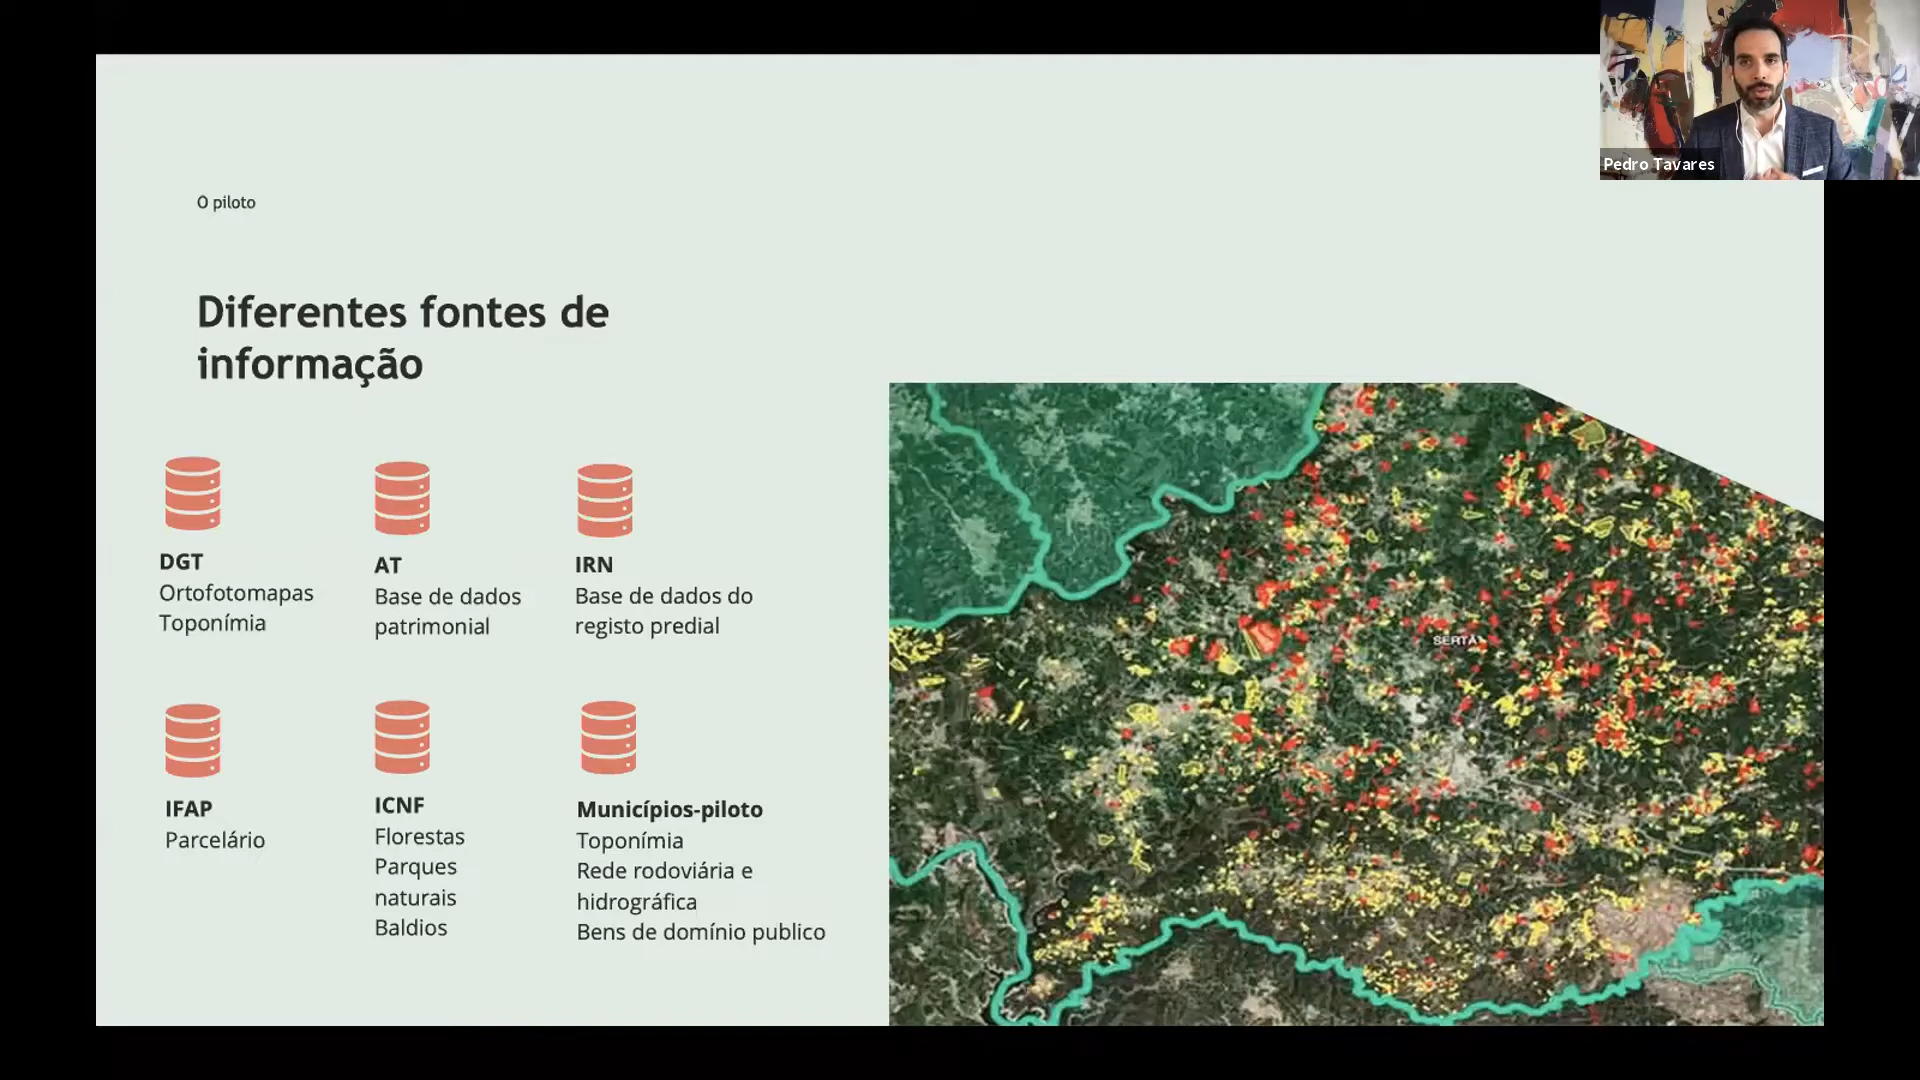 Pedro Tavares
O piloto
Diferentes fontes de
informação
DGT
Ortofotomapas
Toponímia
AT
Base de dados
patrimonial
IRN
Base de dados do
registo predial
IFAP
Parcelário
ICNF
Florestas
Parques
naturais
Baldios
Municípios-piloto
Toponímia
Rede rodoviária e
hidrográfica
Bens de domínio publico
SERTÃ